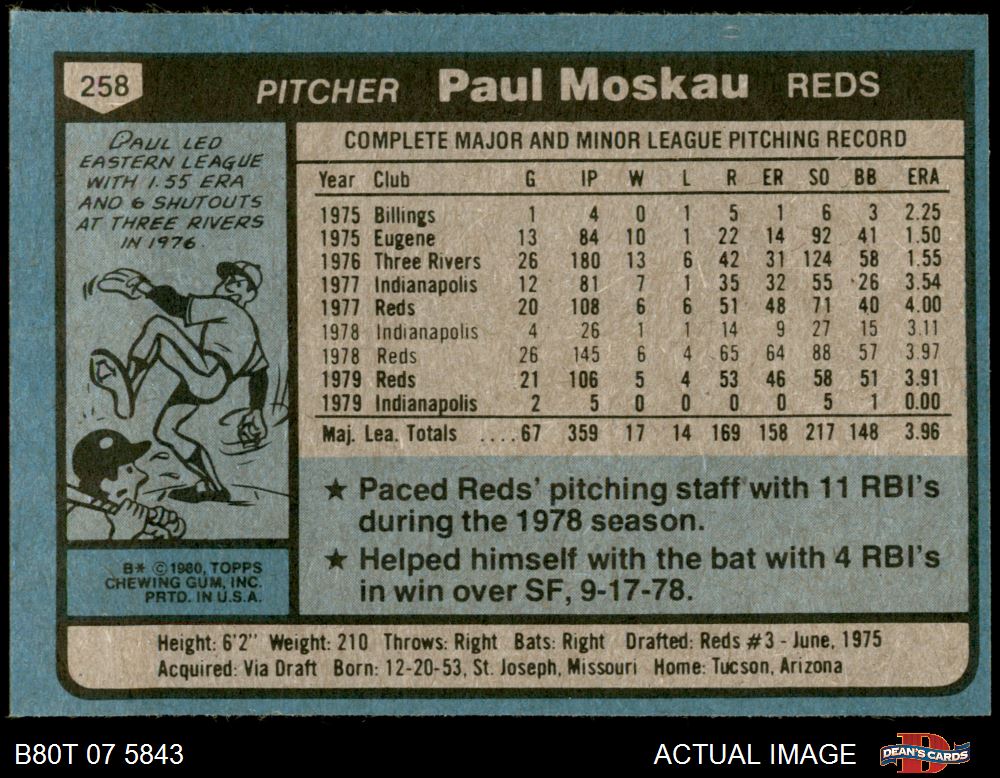 258
PITCHER Paul Moskau REDS
PAUL LED
EASTERN LEAGUE
WITH 1.55 ERA
AND 6 SHUTOUTS
AT THREE RIVERS
IN 1976.
COMPLETE MAJOR AND MINOR LEAGUE PITCHING RECORD
Year Club G IP W L R ER SO BB ERA
1975 Billings 1 4 0 1 5 1 6 3 2.25
1975 Eugene 13 84 10 1 22 14 92 41 1.50
1976 Three Rivers 26 180 13 6 42 31 124 58 1.55
1977 Indianapolis 12 81 7 1 35 32 55 26 3.54
1977 Reds 20 108 6 6 51 48 71 40 4.00
1978 Indianapolis 4 26 1 1 14 9 27 15 3.11
1978 Reds 26 145 6 4 65 64 88 57 3.97
1979 Reds 21 106 5 4 53 46 58 51 3.91
1979 Indianapolis 2 5 0 0 0 0 5 1 0.00
Maj. Lea. Totals ....67 359 17 14 169 158 217 148 3.96
★ Paced Reds' pitching staff with 11 RBI's
during the 1978 season.
★ Helped himself with the bat with 4 RBI's
in win over SF, 9-17-78.
B* ©1980, TOPPS
CHEWING GUM, INC.
PRTD. IN U.S.A.
Height: 6'2" Weight: 210 Throws: Right Bats: Right Drafted: Reds #3 - June, 1975
Acquired: Via Draft Born: 12-20-53, St. Joseph, Missouri Home: Tucson, Arizona
B80T 07 5843 ACTUAL IMAGE DEAN'S CARDS